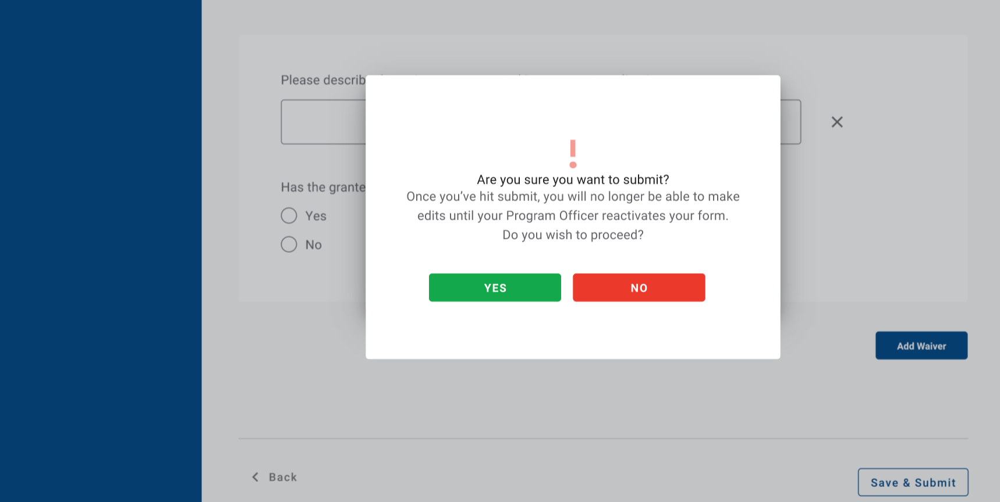 Please describ
Has the grante
Yes
No
!
Are you sure you want to submit?
Once you’ve hit submit, you will no longer be able to make
edits until your Program Officer reactivates your form.
Do you wish to proceed?
YES
NO
Add Waiver
Back
Save & Submit